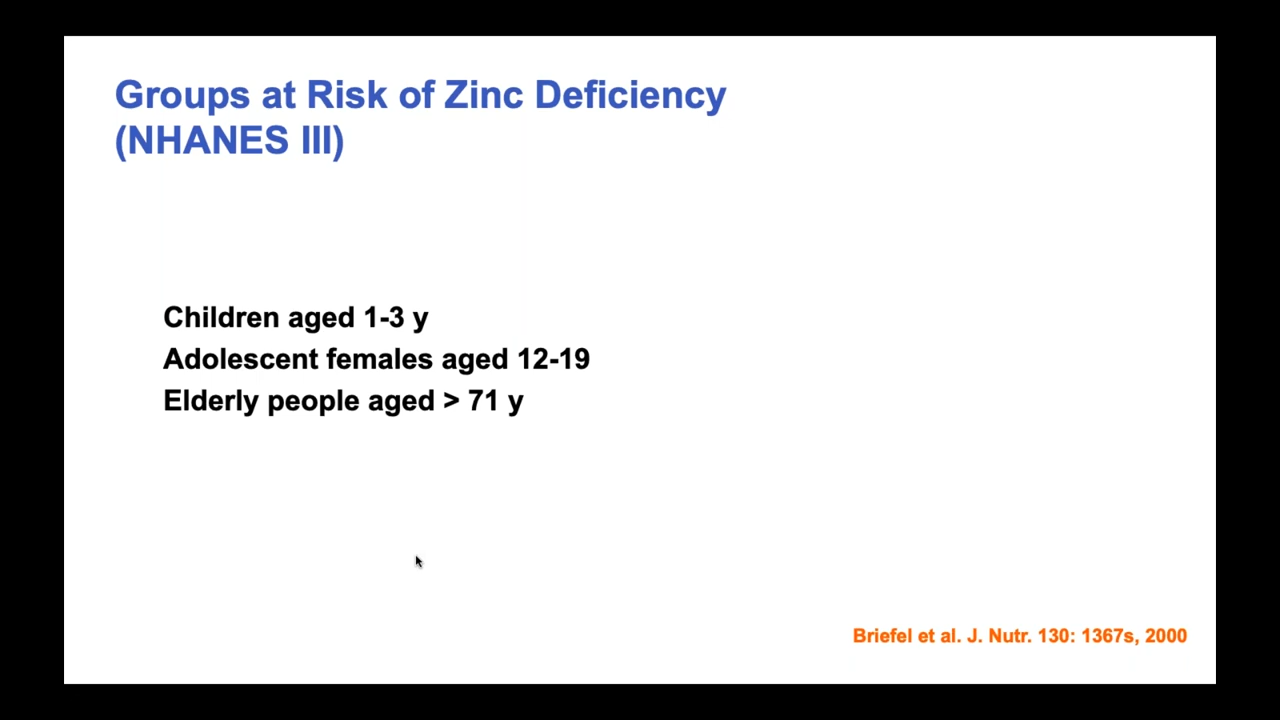 Groups at Risk of Zinc Deficiency
(NHANES III)
Children aged 1-3 y
Adolescent females aged 12-19
Elderly people aged > 71 y
Briefel et al. J. Nutr. 130: 1367s, 2000